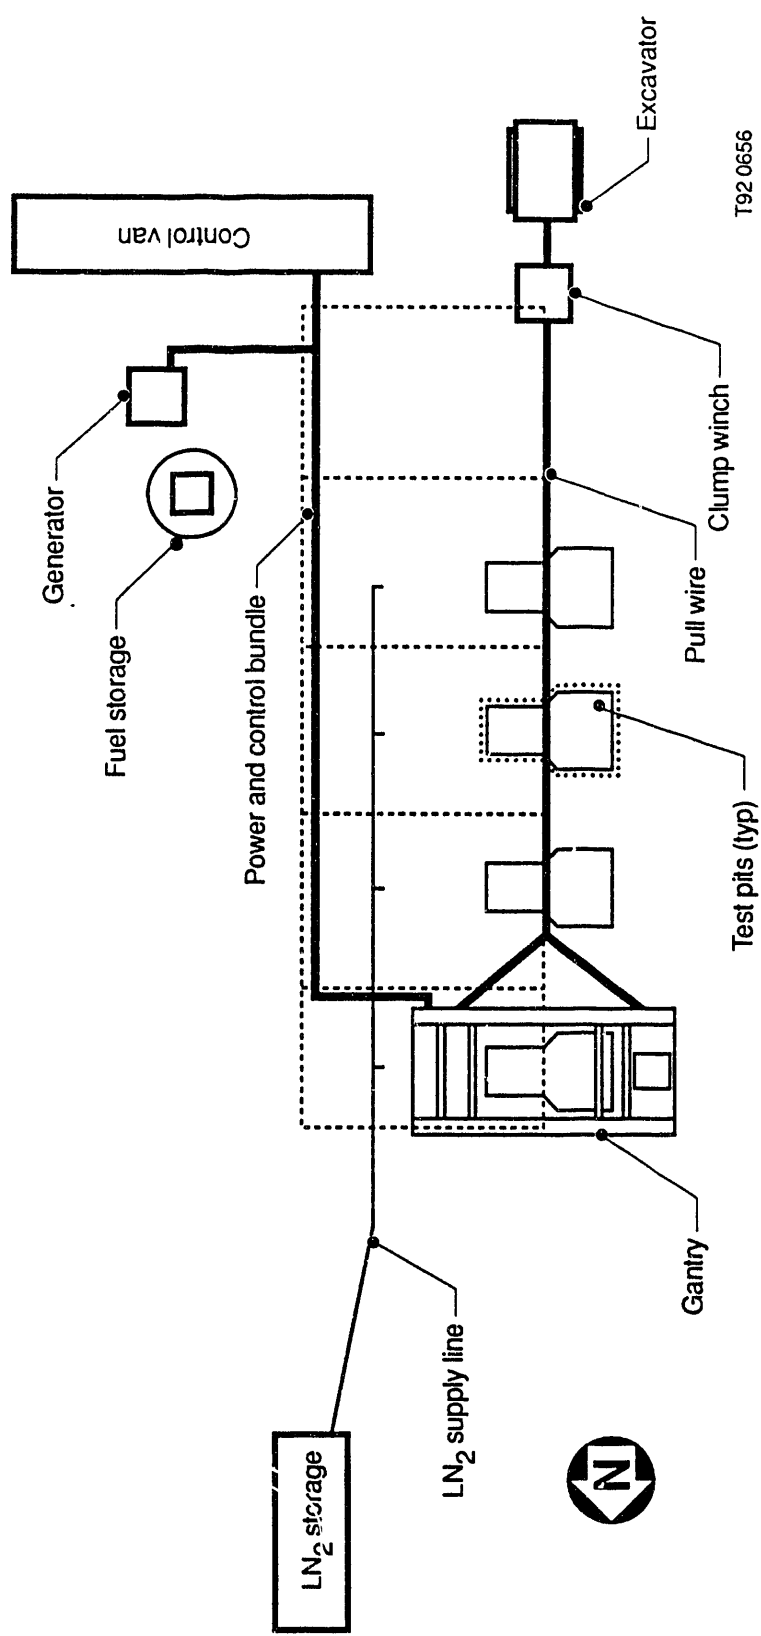 Control van
Generator
Fuel storage
Power and control bundle
LN2 storage
LN2 supply line
Gantry
Test pits (typ)
Pull wire
Clump winch
Excavator
N
T92 0656